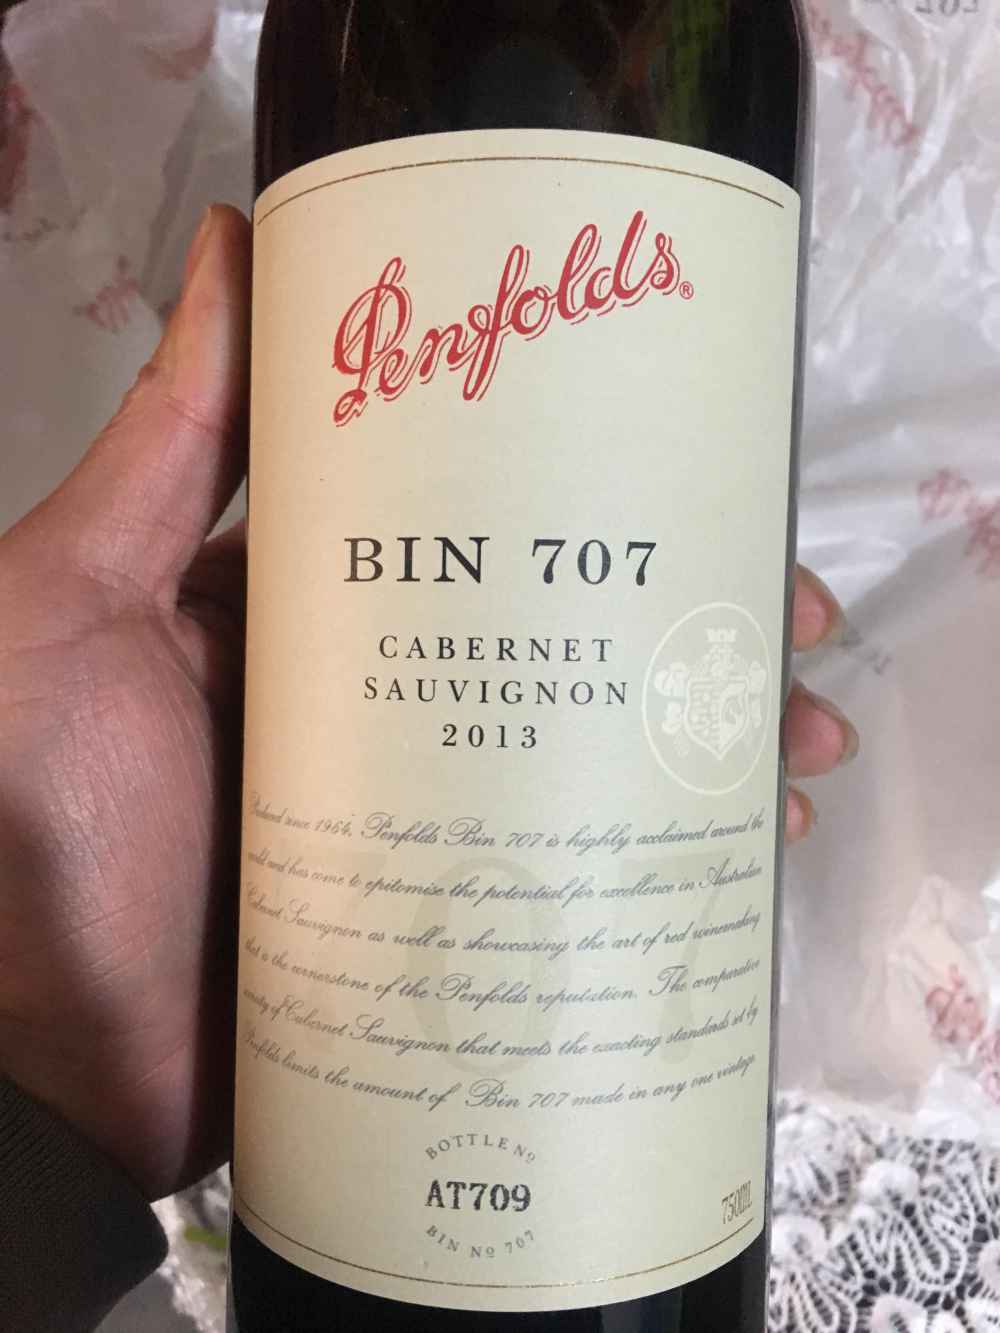 Penfolds®
BIN 707
CABERNET
SAUVIGNON
2013
Produced since 1964, Penfolds Bin 707 is highly acclaimed around the
world and has come to epitomise the potential for excellence in Australian
Cabernet Sauvignon as well as showcasing the art of red winemaking
that is the cornerstone of the Penfolds reputation. The comparative
scarcity of Cabernet Sauvignon that meets the exacting standards set by
Penfolds limits the amount of Bin 707 made in any one vintage
707
BOTTLE No
AT709
BIN No 707
750ML